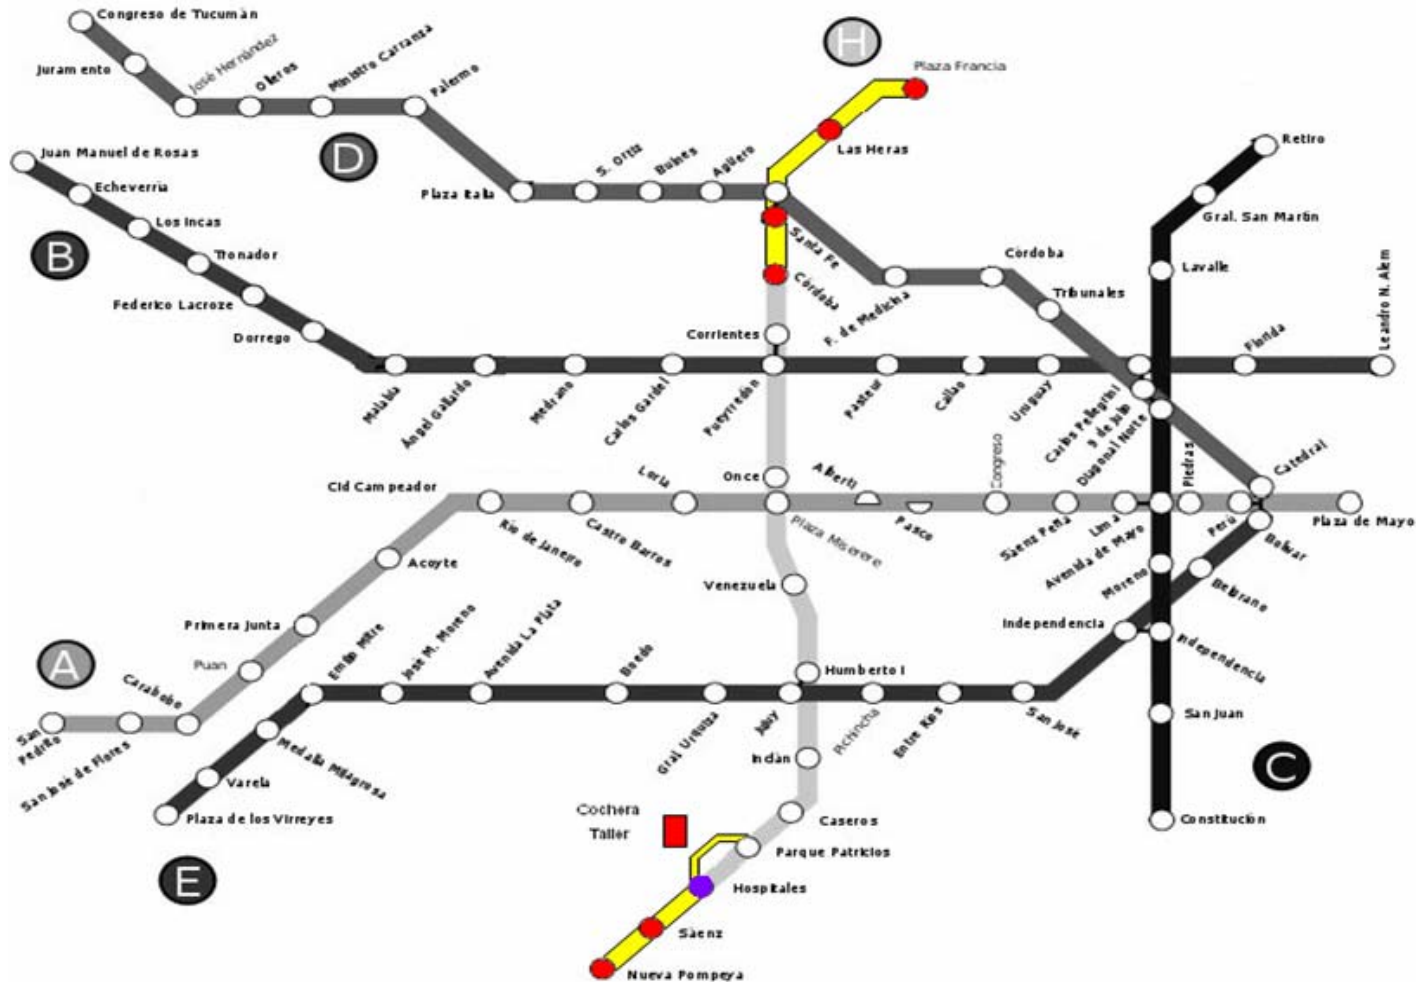 Congreso de Tucumán
H
Juramento
José Hernández
Olleros
Ministro Carranza
Palermo
Plaza Francia
Las Heras
D
Plaza Italia
S. Ortiz
Bulnes
Agüero
Retiro
Juan Manuel de Rosas
Echeverría
Los Incas
Tronador
Federico Lacroze
Dorrego
B
Santa Fe
Córdoba
F. de Medicina
Córdoba
Tribunales
Gral. San Martín
Lavalle
Florida
Leandro N. Alem
Corrientes
Malabia
Ángel Gallardo
Medrano
Carlos Gardel
Pueyrredón
Pasteur
Callao
Uruguay
Carlos Pellegrini
9 de Julio
Diagonal Norte
Cid Campeador
Loria
Once
Alberti
Congreso
Piedras
Catedral
Río de Janeiro
Castro Barros
Plaza Miserere
Pasco
Sáenz Peña
Lima
Avenida de Mayo
Perú
Bolívar
Plaza de Mayo
Acoyte
Venezuela
Moreno
Belgrano
Primera Junta
Puan
A
Carabobo
San
Pedrito
San José de Flores
Emilio Mitre
José M. Moreno
Avenida La Plata
Boedo
Humberto I
Independencia
Independencia
Gral. Urquiza
Jujuy
Pichincha
Entre Ríos
San José
San Juan
Medalla Milagrosa
Varela
Plaza de los Virreyes
E
Inclán
C
Cochera
Taller
Caseros
Constitución
Parque Patricios
Hospitales
Sáenz
Nueva Pompeya